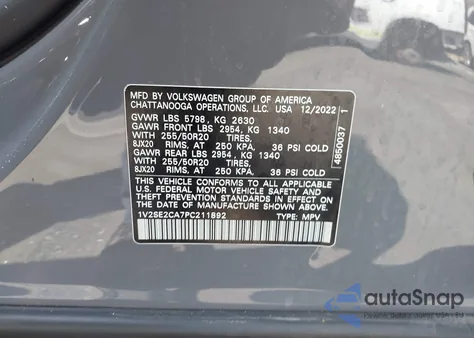 MFD BY VOLKSWAGEN GROUP OF AMERICA
CHATTANOOGA OPERATIONS, LLC. USA 12/2022
GVWR LBS 5798, KG 2630
GAWR FRONT LBS 2954, KG 1340
WITH 255/50R20 TIRES,
8JX20 RIMS, AT 250 KPA, 36 PSI COLD
GAWR REAR LBS 2954, KG 1340
WITH 255/50R20 TIRES,
8JX20 RIMS, AT 250 KPA, 36 PSI COLD
THIS VEHICLE CONFORMS TO ALL APPLICABLE
U.S. FEDERAL MOTOR VEHICLE SAFETY AND
THEFT PREVENTION STANDARDS IN EFFECT ON
THE DATE OF MANUFACTURE SHOWN ABOVE.
1V2SE2CA7PC211892 TYPE: MPV
4850037 1
autoSnap